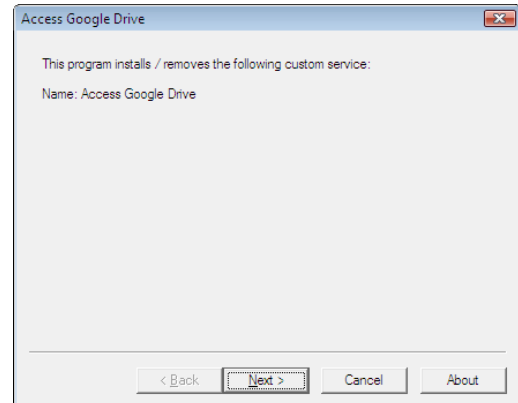 Access Google Drive
This program installs / removes the following custom service:
Name: Access Google Drive
< Back
Next >
Cancel
About